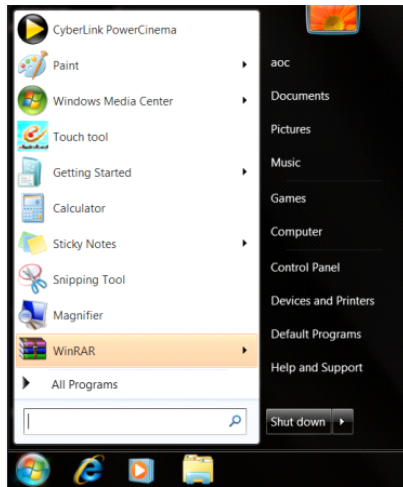 CyberLink PowerCinema
Paint
Windows Media Center
Touch tool
Getting Started
Calculator
Sticky Notes
Snipping Tool
Magnifier
WinRAR
All Programs
aoc
Documents
Pictures
Music
Games
Computer
Control Panel
Devices and Printers
Default Programs
Help and Support
Shut down